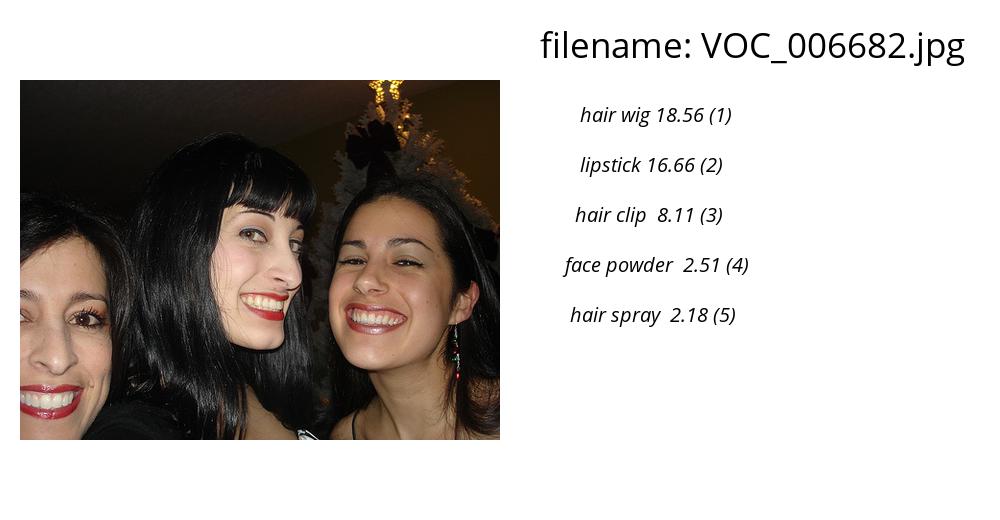 filename: VOC_006682.jpg
hair wig 18.56 (1)
lipstick 16.66 (2)
hair clip 8.11 (3)
face powder 2.51 (4)
hair spray 2.18 (5)